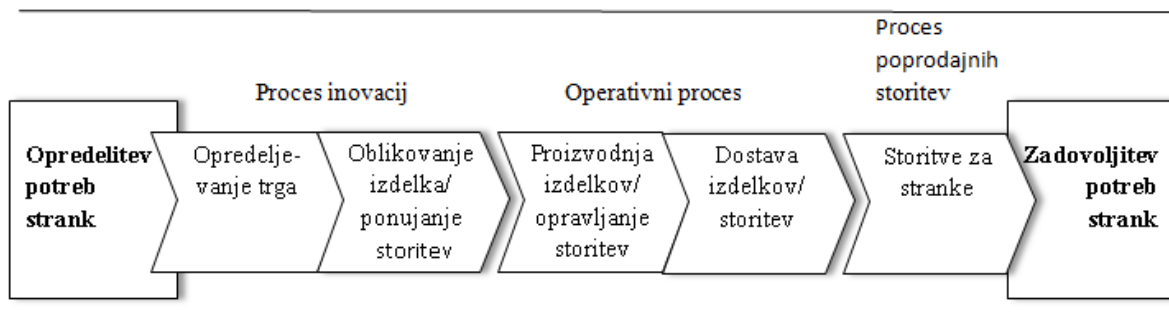 Proces
poprodajnih
storitev
Proces inovacij
Operativni proces
Opredelitev
potreb
strank
Opredelje-
vanje trga
Oblikovanje
izdelka/
ponujanje
storitev
Proizvodnja
izdelkov/
opravljanje
storitev
Dostava
izdelkov/
storitev
Storitve za
stranke
Zadovoljitev
potreb
strank